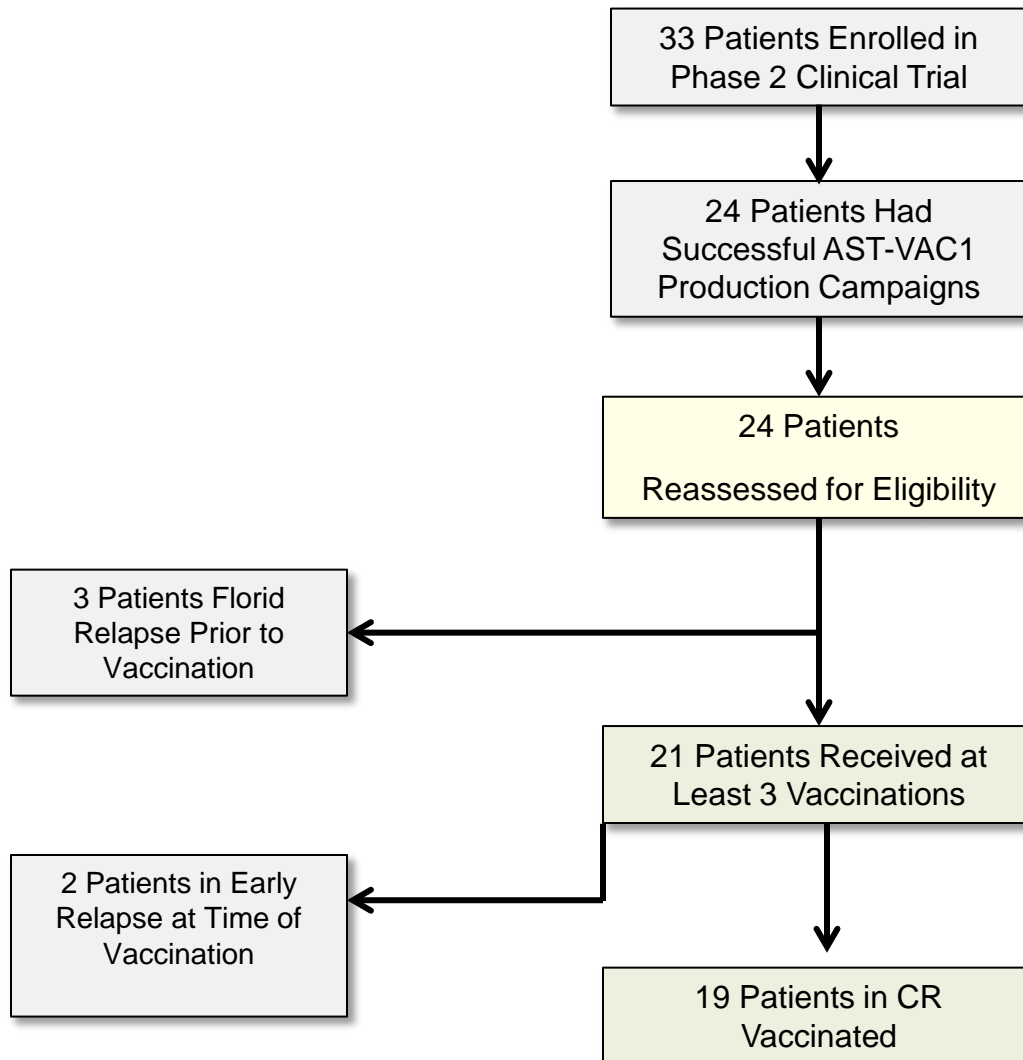 33 Patients Enrolled in
Phase 2 Clinical Trial
24 Patients Had
Successful AST-VAC1
Production Campaigns
24 Patients
Reassessed for Eligibility
3 Patients Florid
Relapse Prior to
Vaccination
21 Patients Received at
Least 3 Vaccinations
2 Patients in Early
Relapse at Time of
Vaccination
19 Patients in CR
Vaccinated